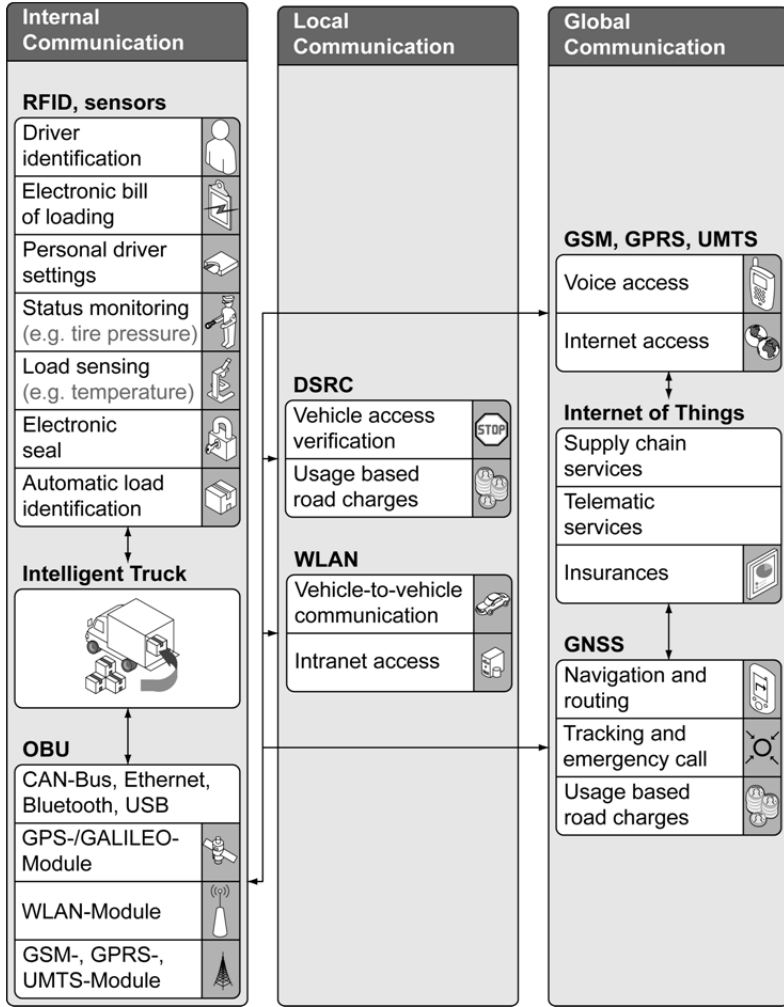 Internal
Communication
RFID, sensors
Driver
identification
Electronic bill
of loading
Personal driver
settings
Status monitoring
(e.g. tire pressure)
Load sensing
(e.g. temperature)
Electronic
seal
Automatic load
identification
Intelligent Truck
OBU
CAN-Bus, Ethernet,
Bluetooth, USB
GPS-/GALILEO-
Module
WLAN-Module
GSM-, GPRS-,
UMTS-Module
Local
Communication
DSRC
Vehicle access
verification
STOP
Usage based
road charges
WLAN
Vehicle-to-vehicle
communication
Intranet access
Global
Communication
GSM, GPRS, UMTS
Voice access
Internet access
Internet of Things
Supply chain
services
Telematic
services
Insurances
GNSS
Navigation and
routing
Tracking and
emergency call
Usage based
road charges